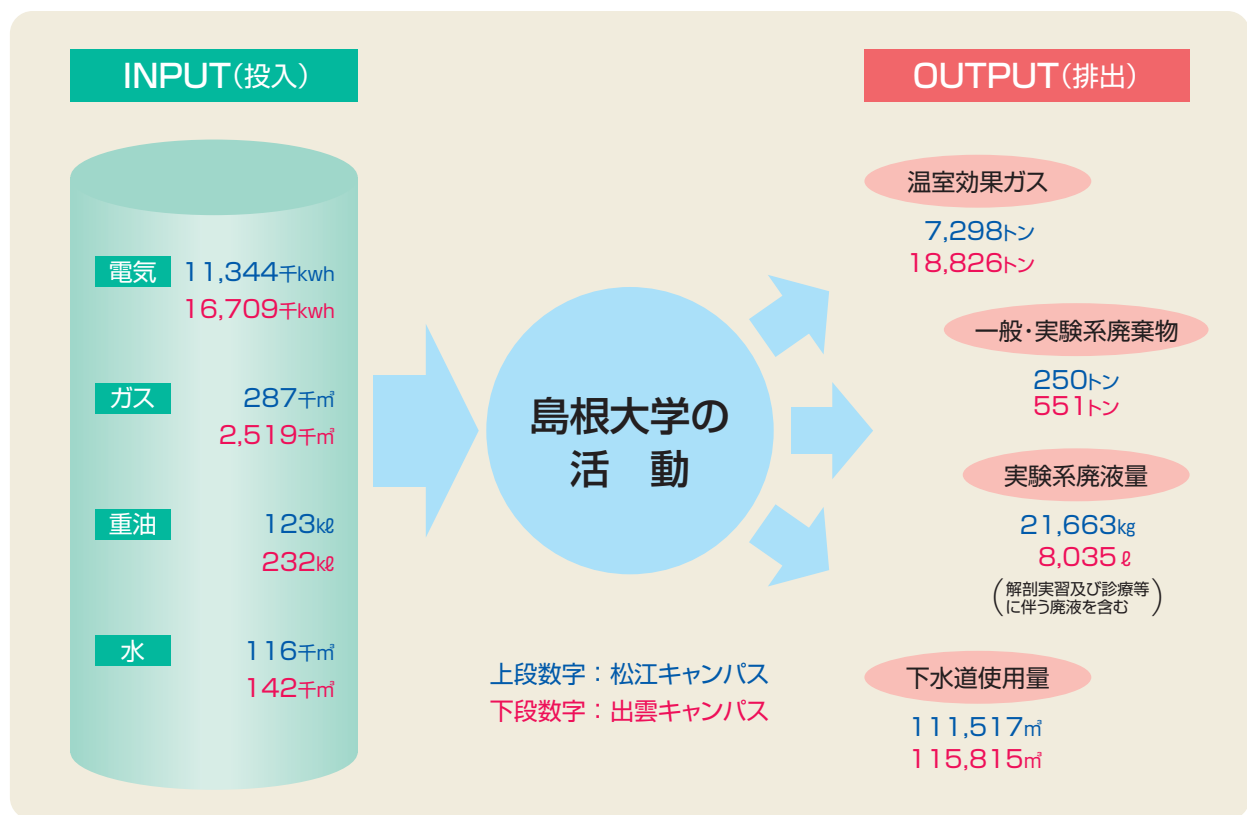 INPUT(投入)
電気 11,344千kwh
16,709千kwh
ガス 287千㎥
2,519千㎥
重油 123kℓ
232kℓ
水 116千㎥
142千㎥
島根大学の
活 動
上段数字：松江キャンパス
下段数字：出雲キャンパス
OUTPUT(排出)
温室効果ガス
7,298トン
18,826トン
一般・実験系廃棄物
250トン
551トン
実験系廃液量
21,663kg
8,035ℓ
(解剖実習及び診療等
に伴う廃液を含む)
下水道使用量
111,517㎥
115,815㎥